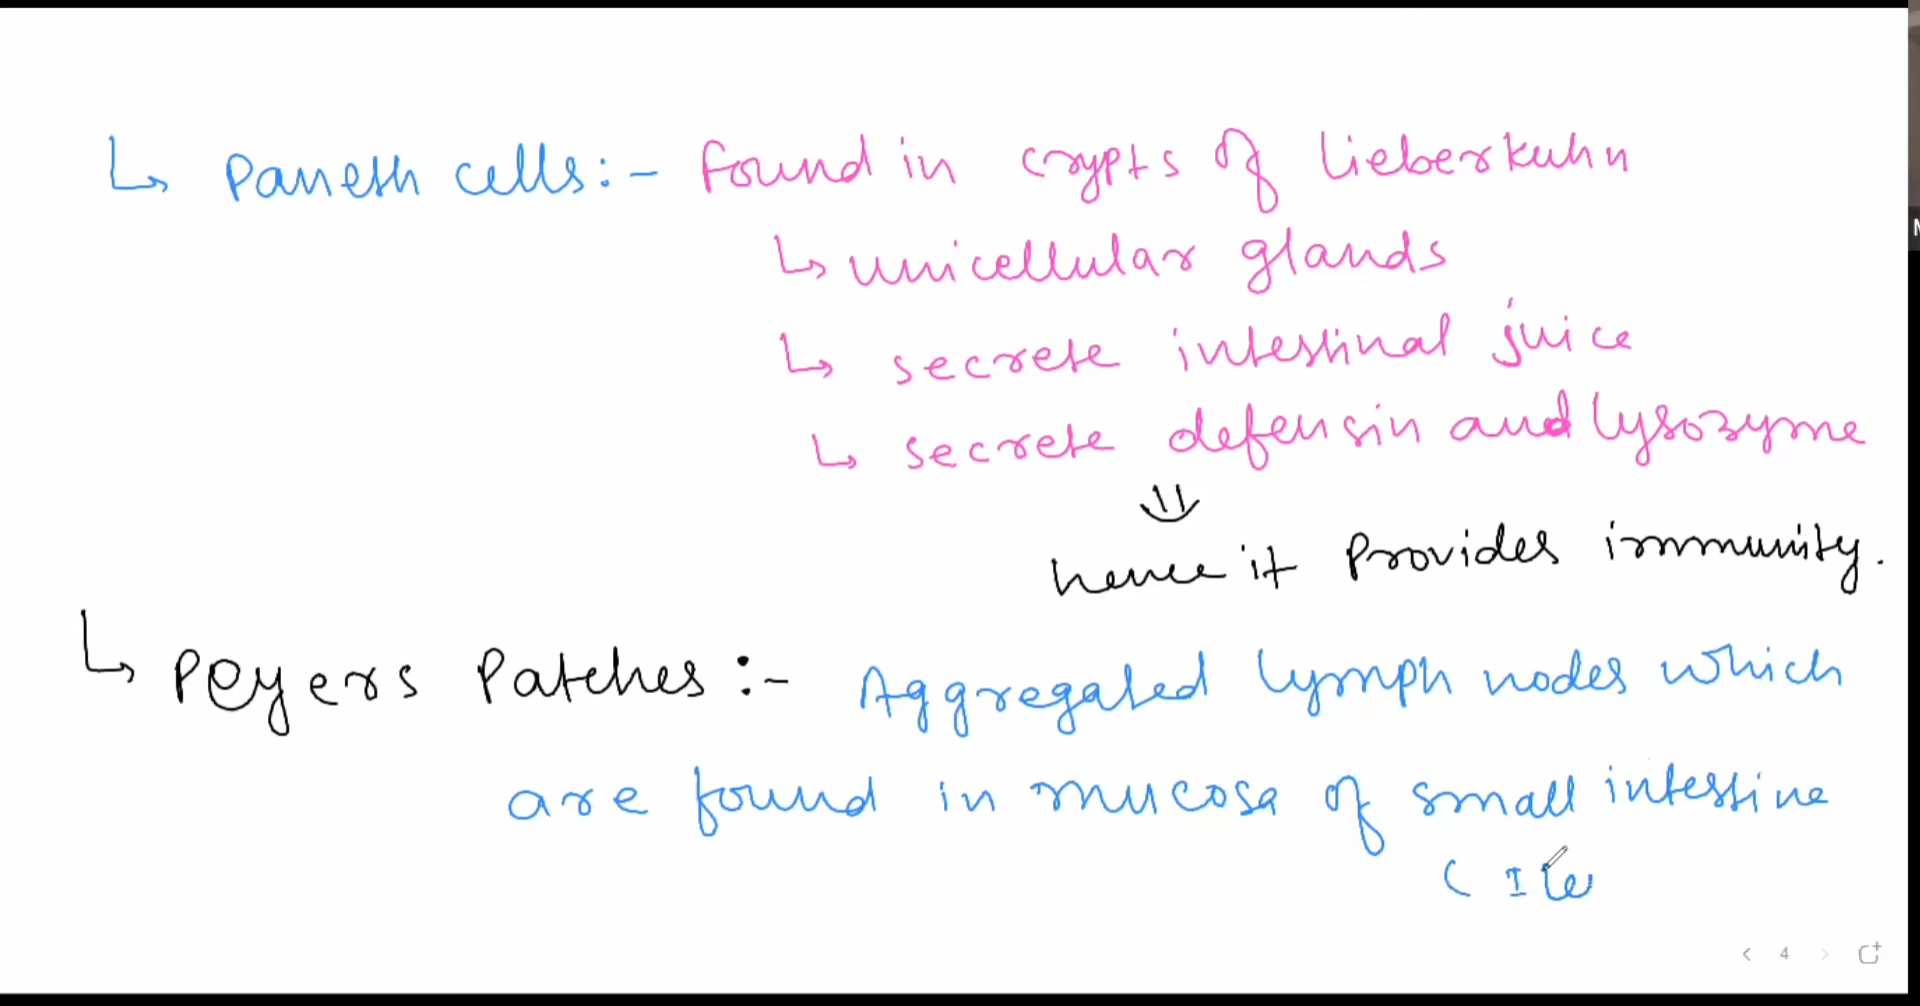 ↳ Paneth cells:- Found in crypts of Lieberkuhn
↳ unicellular glands
↳ secrete intestinal juice
↳ secrete defensin and lysozyme
⇓
hence it Provides immunity.
↳ Peyers Patches:- Aggregated lymph nodes which
are found in mucosa of small intestine
( Ile
< 4 >